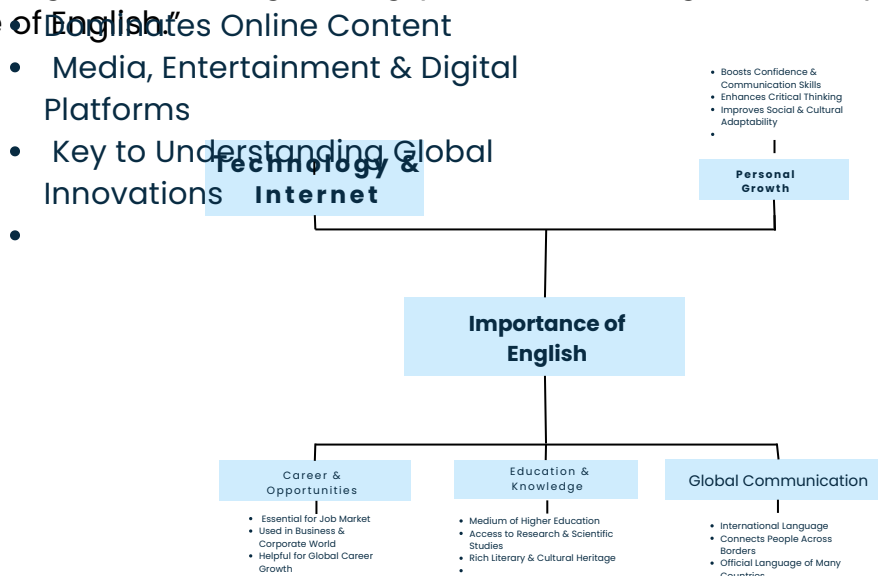 of English.”
Dominates Online Content
Media, Entertainment & Digital
Platforms
Key to Understanding Global
Innovations
Technology &
Internet
Boosts Confidence &
Communication Skills
Enhances Critical Thinking
Improves Social & Cultural
Adaptability
Personal
Growth
Importance of
English
Career &
Opportunities
Essential for Job Market
Used in Business &
Corporate World
Helpful for Global Career
Growth
Education &
Knowledge
Medium of Higher Education
Access to Research & Scientific
Studies
Rich Literary & Cultural Heritage
Global Communication
International Language
Connects People Across
Borders
Official Language of Many
Countries